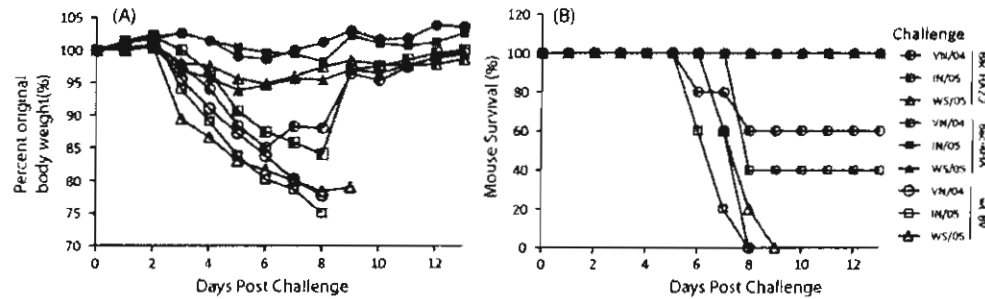 (A)
Percent original
body weight(%)
105
100
95
90
85
80
75
70
0 2 4 6 8 10 12
Days Post Challenge
(B)
Mouse Survival (%)
120
100
80
60
40
20
0
0 2 4 6 8 10 12
Days Post Challenge
Challenge
VN/04
IN/05
WS/05
VN/04
IN/05
WS/05
VN/04
IN/05
WS/05